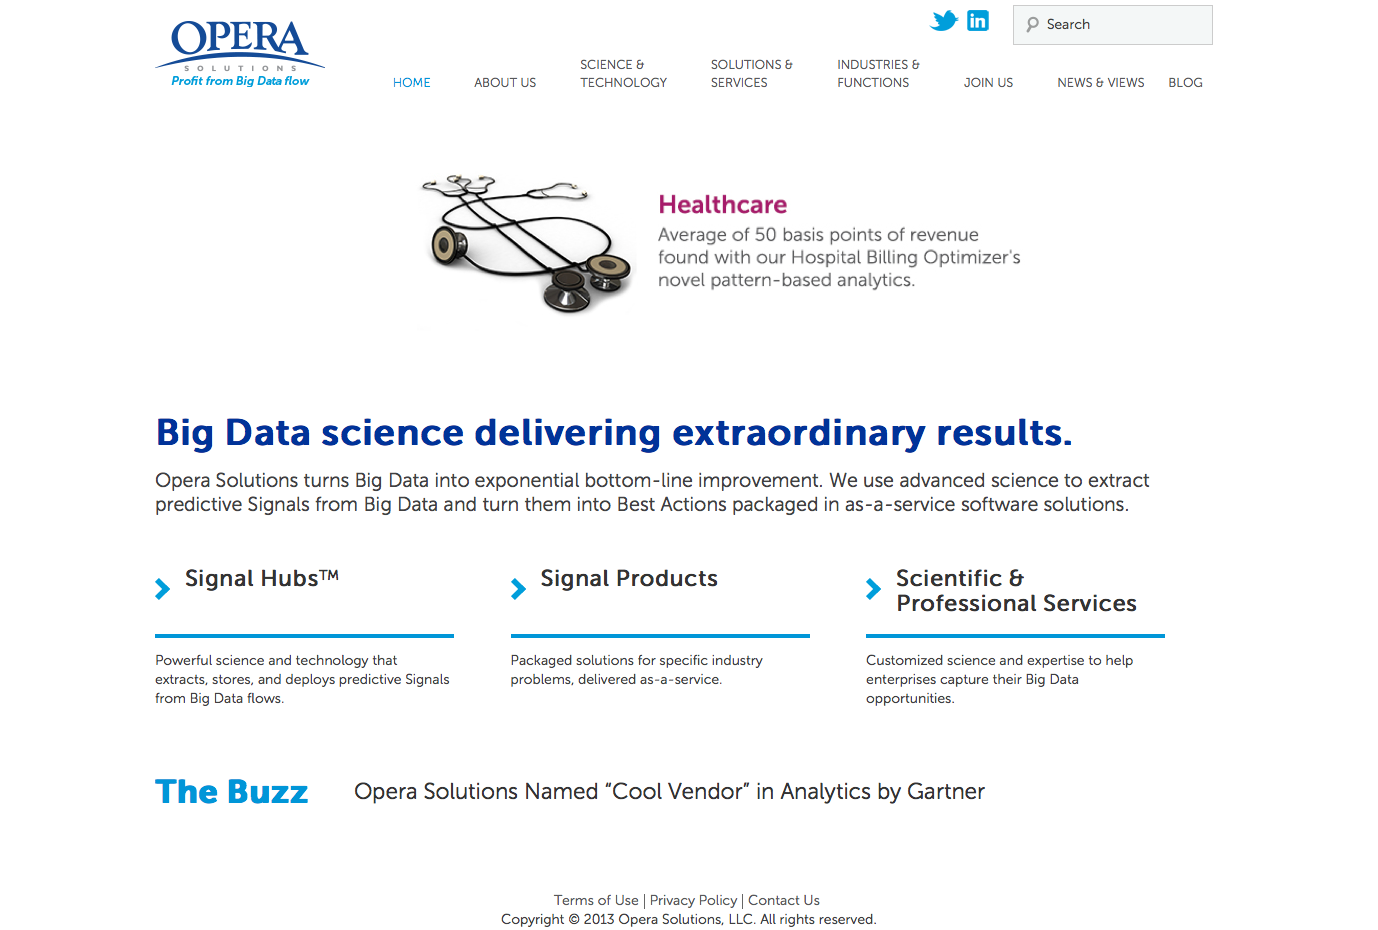 OPERA
SOLUTIONS
Profit from Big Data flow
in
Search
HOME
ABOUT US
SCIENCE &
TECHNOLOGY
SOLUTIONS &
SERVICES
INDUSTRIES &
FUNCTIONS
JOIN US
NEWS & VIEWS
BLOG
Healthcare
Average of 50 basis points of revenue
found with our Hospital Billing Optimizer's
novel pattern-based analytics.
Big Data science delivering extraordinary results.
Opera Solutions turns Big Data into exponential bottom-line improvement. We use advanced science to extract
predictive Signals from Big Data and turn them into Best Actions packaged in as-a-service software solutions.
Signal Hubs™
Powerful science and technology that
extracts, stores, and deploys predictive Signals
from Big Data flows.
Signal Products
Packaged solutions for specific industry
problems, delivered as-a-service.
Scientific &
Professional Services
Customized science and expertise to help
enterprises capture their Big Data
opportunities.
The Buzz
Opera Solutions Named “Cool Vendor” in Analytics by Gartner
Terms of Use | Privacy Policy | Contact Us
Copyright © 2013 Opera Solutions, LLC. All rights reserved.